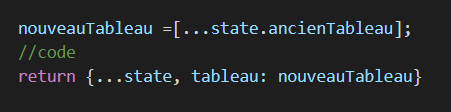 nouveauTableau =[...state.ancienTableau];
//code
return {...state, tableau: nouveauTableau}